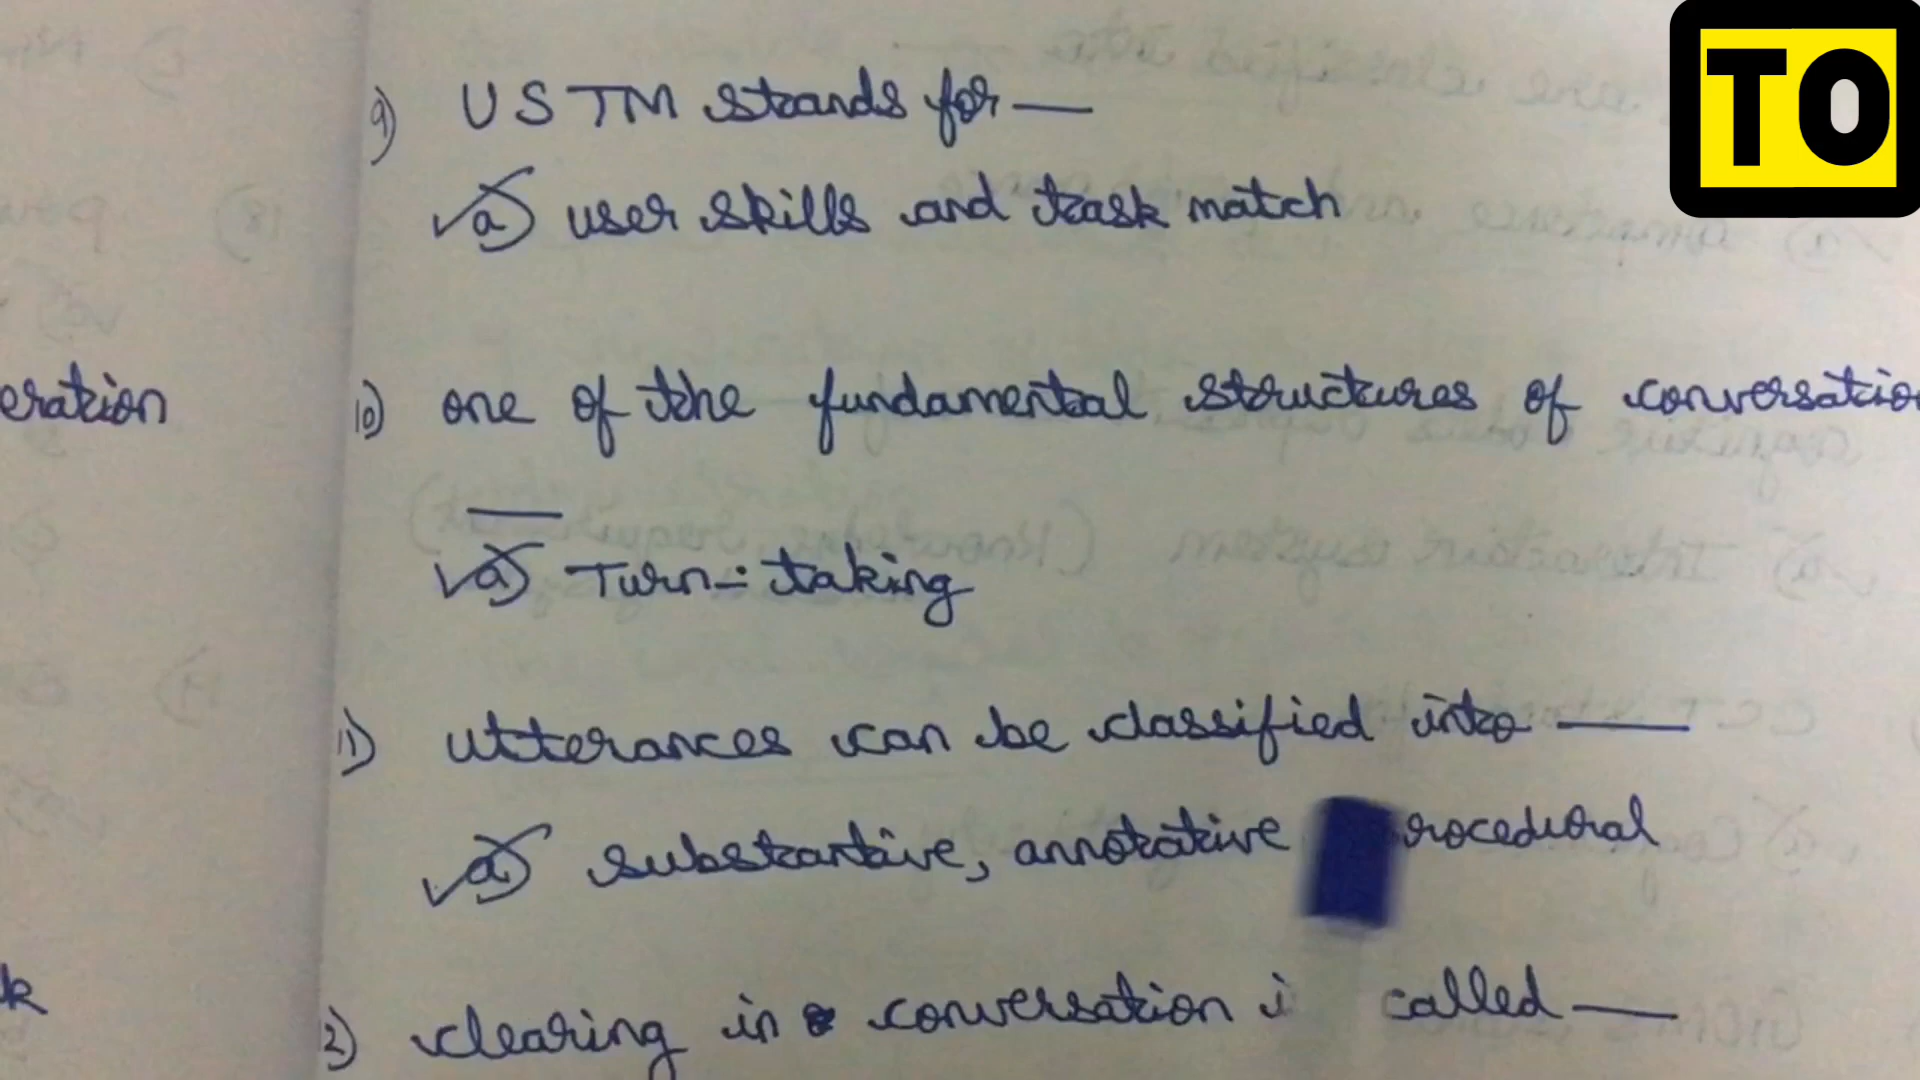 TO
9) USTM stands for —
a) user skills and task match
eration
10) one of the fundamental structures of conversation
—
a) Turn-taking
11) utterances can be classified into —
a) substantive, annotative rocedural
k
2) clearing in conversation i called —